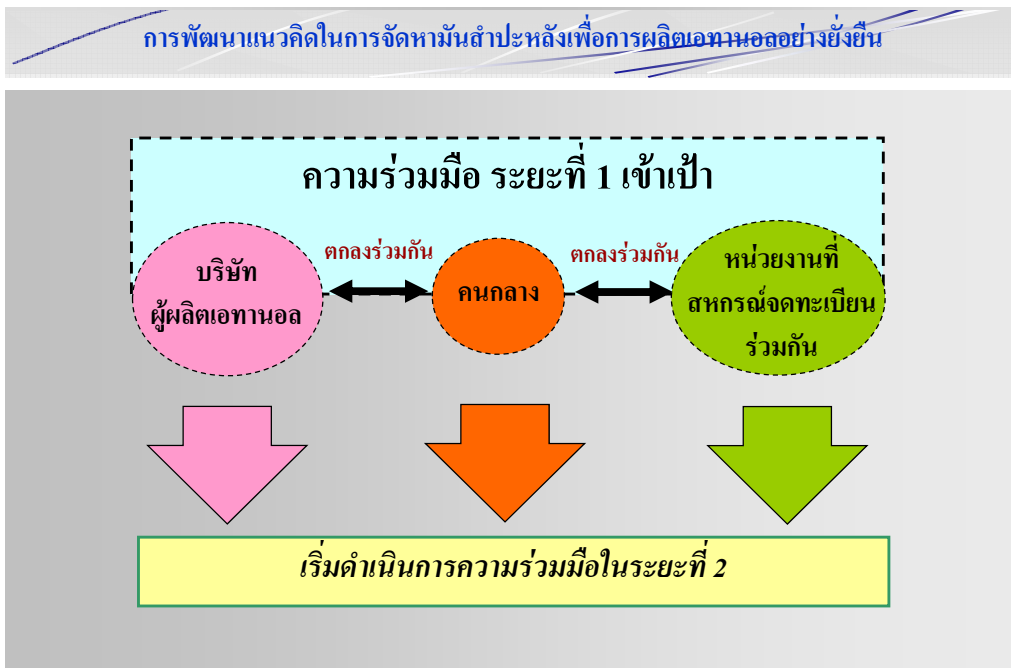 การพัฒนาแนวคิดในการจัดหามันสำปะหลังเพื่อการผลิตเอทานอลอย่างยั่งยืน
ความร่วมมือ ระยะที่ 1 เข้าเป้า
บริษัท
ผู้ผลิตเอทานอล
ตกลงร่วมกัน
คนกลาง
ตกลงร่วมกัน
หน่วยงานที่
สหกรณ์จดทะเบียน
ร่วมกัน
เริ่มดำเนินการความร่วมมือในระยะที่ 2